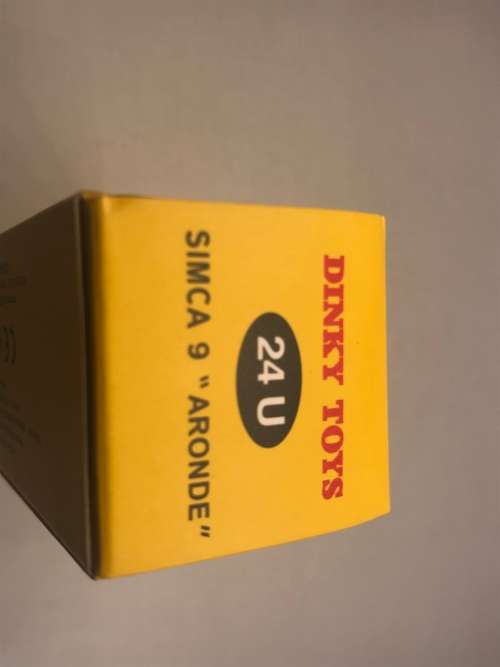 DINKY TOYS
24 U
SIMCA 9 “ ARONDE”